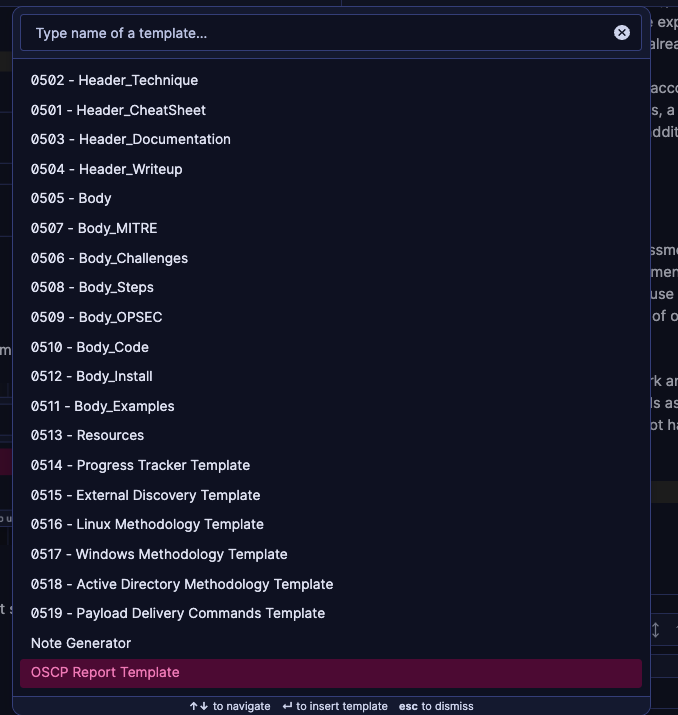 Type name of a template...
0502 - Header_Technique
0501 - Header_CheatSheet
0503 - Header_Documentation
0504 - Header_Writeup
0505 - Body
0507 - Body_MITRE
0506 - Body_Challenges
0508 - Body_Steps
0509 - Body_OPSEC
0510 - Body_Code
0512 - Body_Install
0511 - Body_Examples
0513 - Resources
0514 - Progress Tracker Template
0515 - External Discovery Template
0516 - Linux Methodology Template
0517 - Windows Methodology Template
0518 - Active Directory Methodology Template
0519 - Payload Delivery Commands Template
Note Generator
OSCP Report Template
↑↓ to navigate ↵ to insert template esc to dismiss